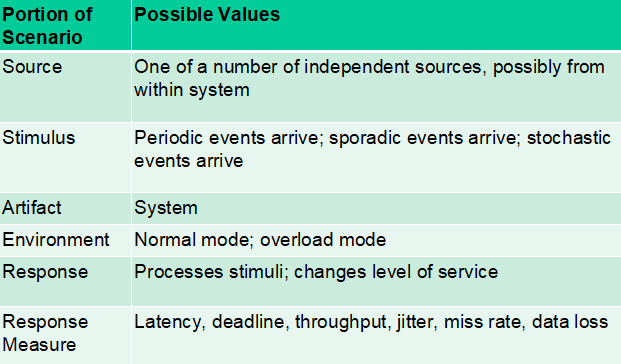 Portion of Scenario Possible Values
Source One of a number of independent sources, possibly from
within system
Stimulus Periodic events arrive; sporadic events arrive; stochastic
events arrive
Artifact System
Environment Normal mode; overload mode
Response Processes stimuli; changes level of service
Response Measure Latency, deadline, throughput, jitter, miss rate, data loss